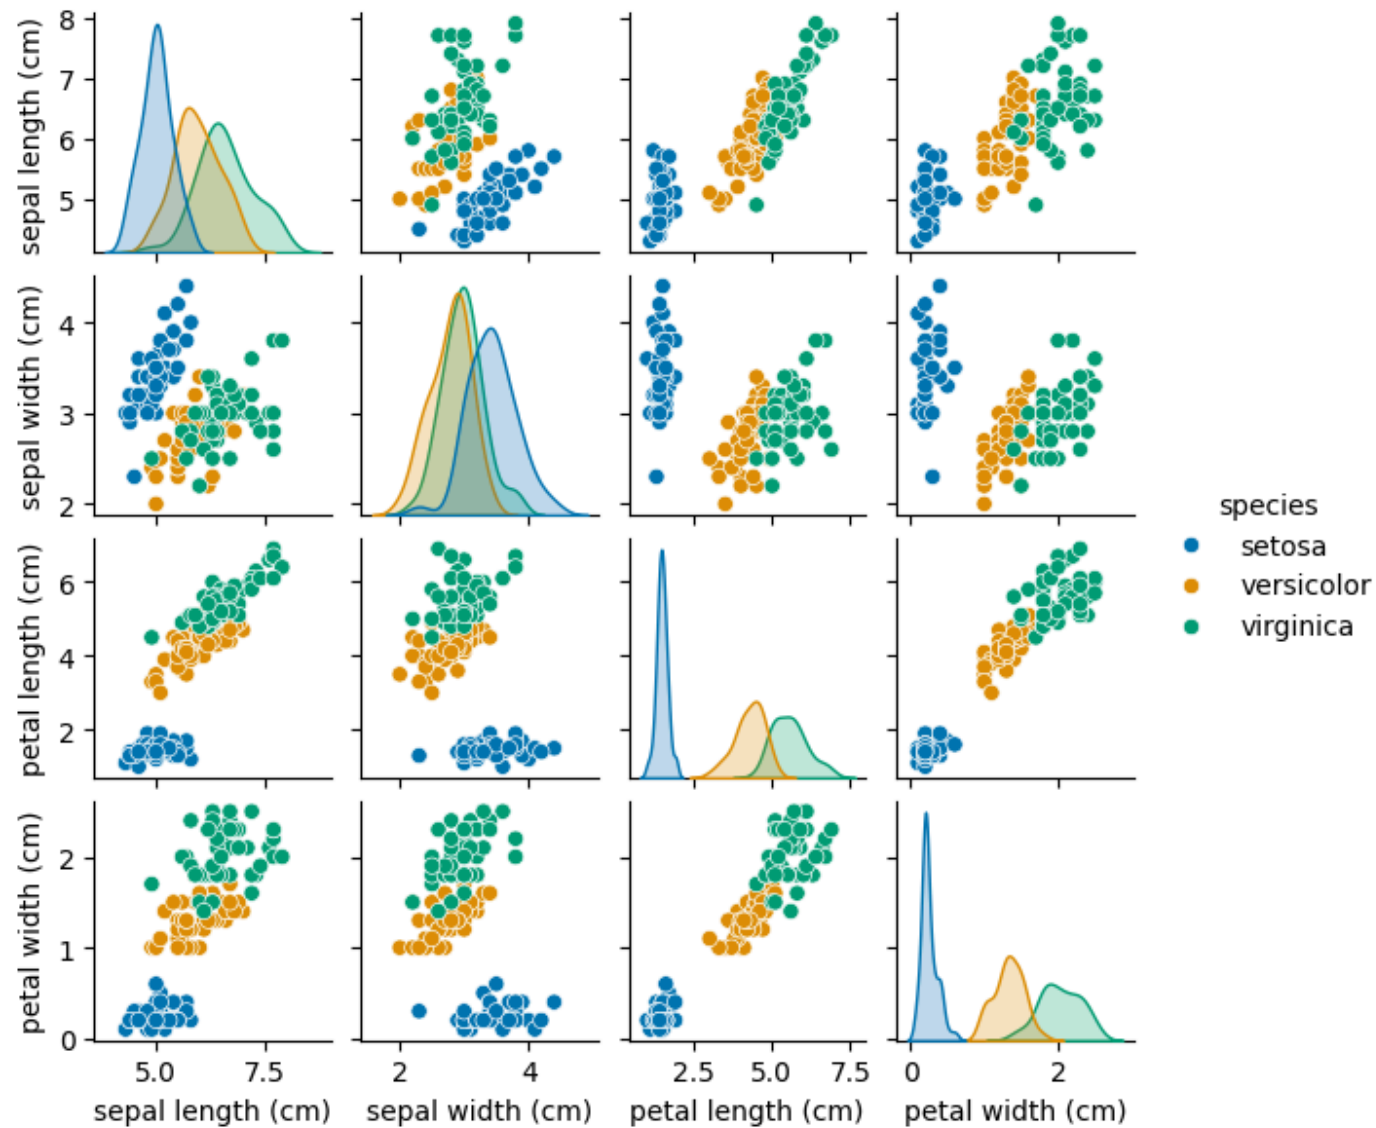 8
7
6
5
sepal length (cm)
4
3
2
sepal width (cm)
6
4
2
petal length (cm)
2
1
0
petal width (cm)
5.0 7.5
sepal length (cm)
2 4
sepal width (cm)
2.5 5.0 7.5
petal length (cm)
0 2
petal width (cm)
species
setosa
versicolor
virginica